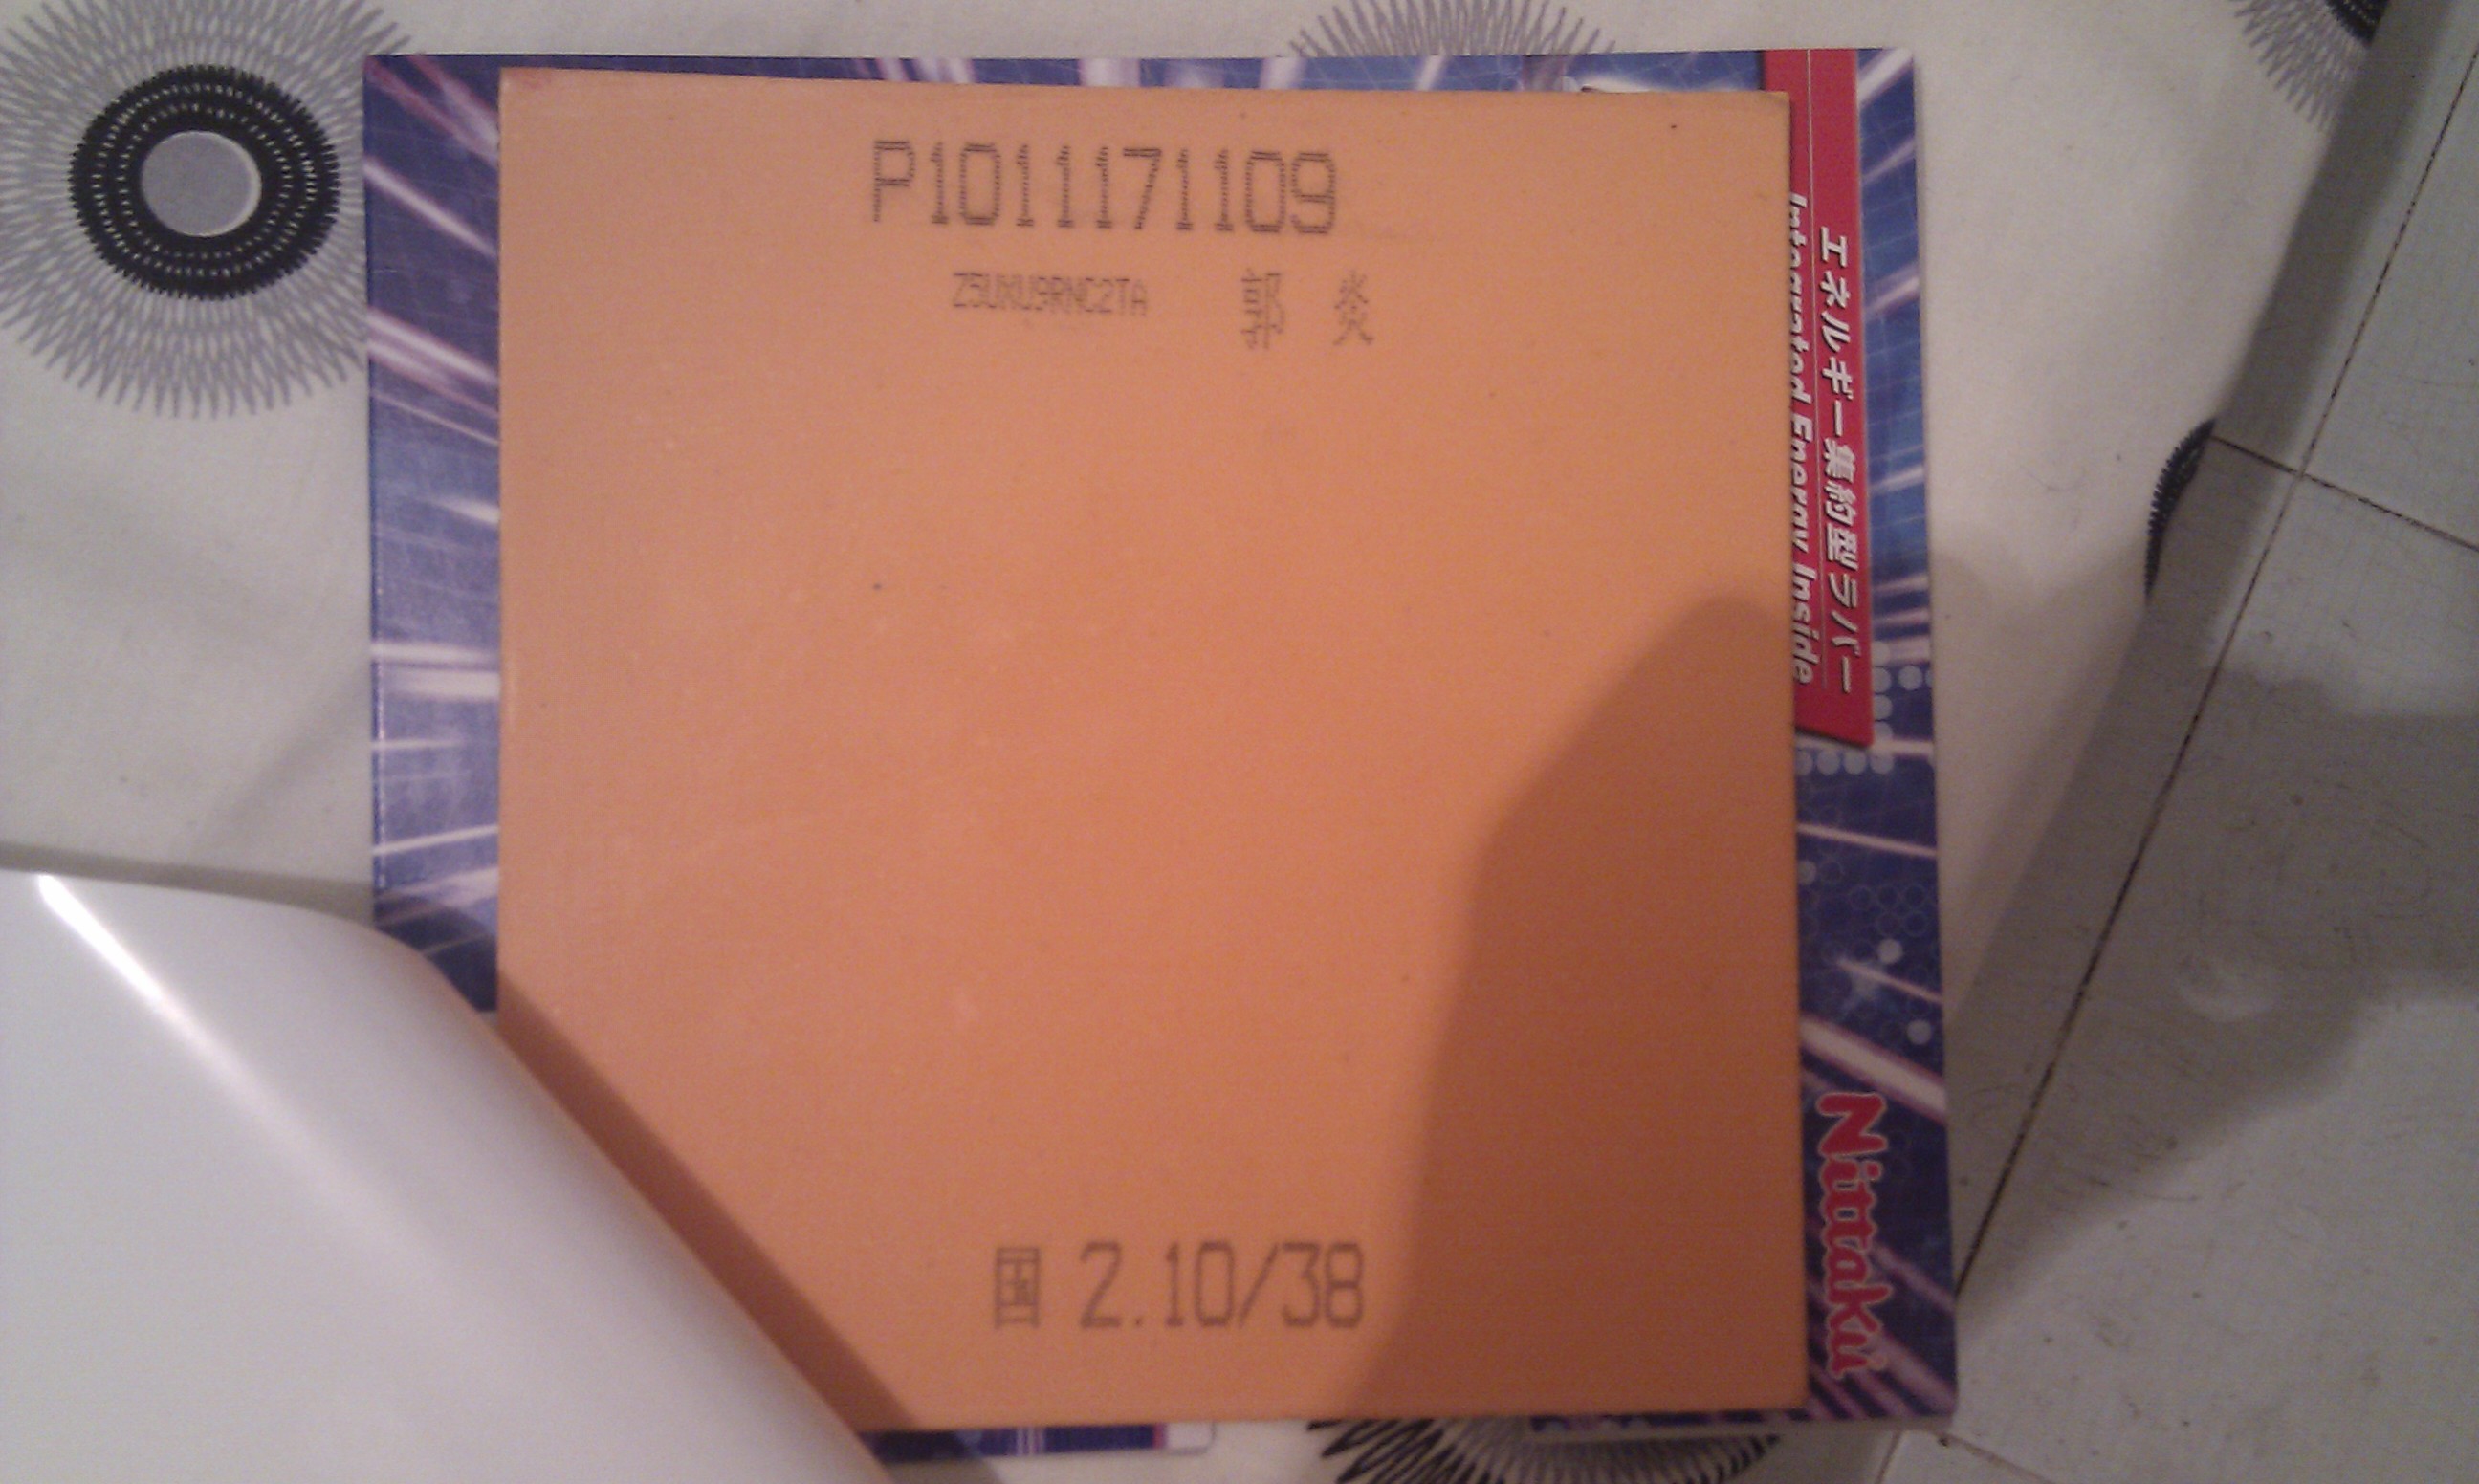 P1011171109
Z5UXU9RNC2TA 郭 炎
国 2.10/38
エネルギー集約型ラバー
Integrated Energy Inside
Nittaku